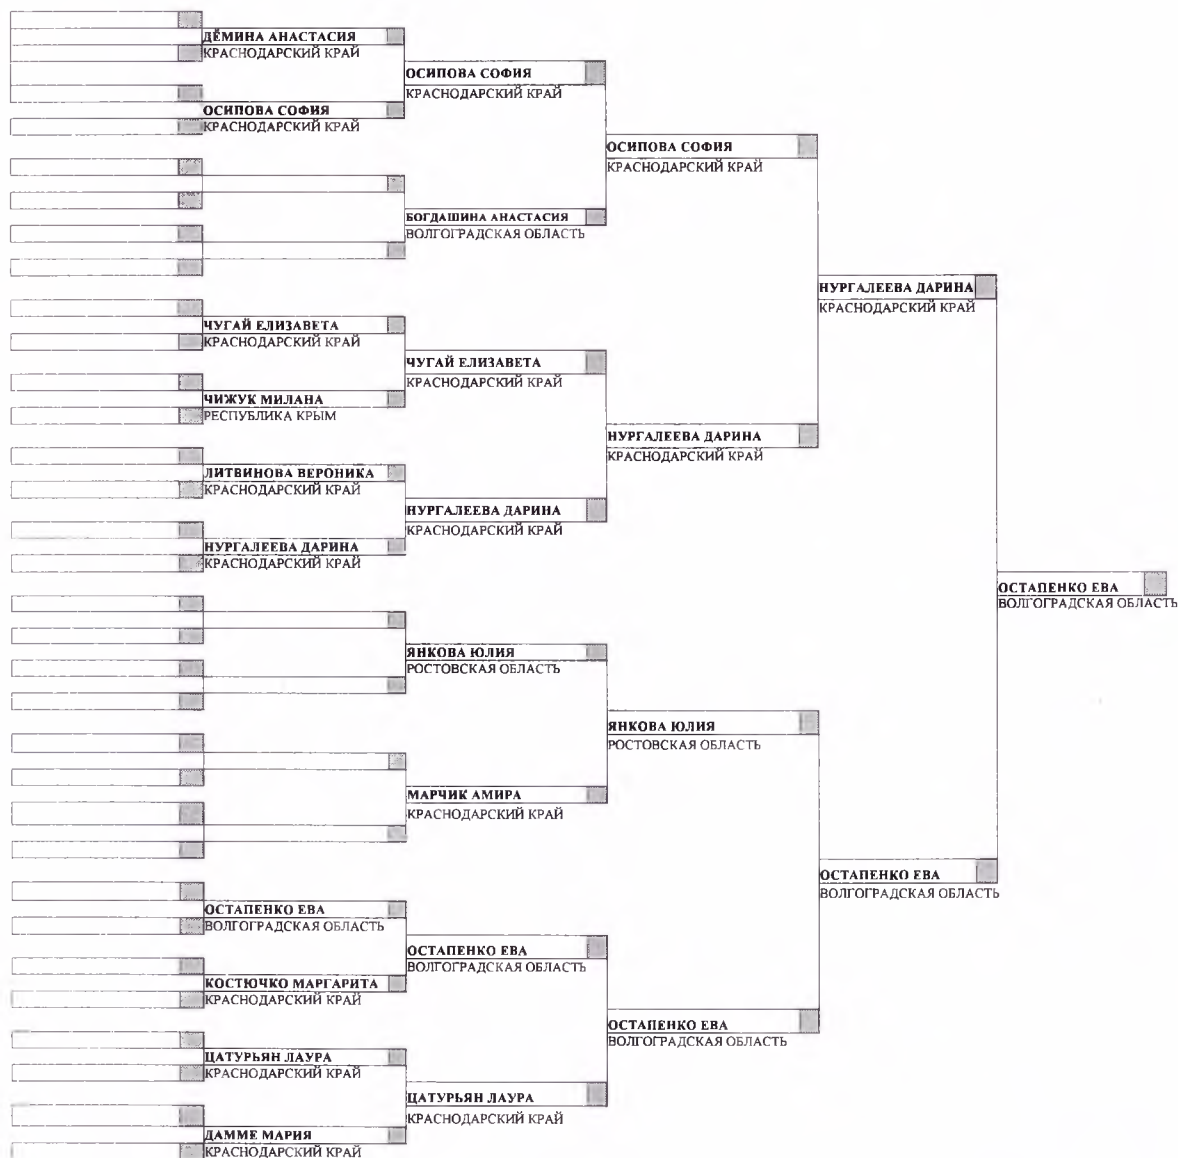 ДЁМИНА АНАСТАСИЯ
КРАСНОДАРСКИЙ КРАЙ
ОСИПОВА СОФИЯ
КРАСНОДАРСКИЙ КРАЙ
ОСИПОВА СОФИЯ
КРАСНОДАРСКИЙ КРАЙ
ОСИПОВА СОФИЯ
КРАСНОДАРСКИЙ КРАЙ
БОГДАШИНА АНАСТАСИЯ
ВОЛГОГРАДСКАЯ ОБЛАСТЬ
НУРГАЛЕЕВА ДАРИНА
КРАСНОДАРСКИЙ КРАЙ
ЧУГАЙ ЕЛИЗАВЕТА
КРАСНОДАРСКИЙ КРАЙ
ЧУГАЙ ЕЛИЗАВЕТА
КРАСНОДАРСКИЙ КРАЙ
ЧИЖУК МИЛАНА
РЕСПУБЛИКА КРЫМ
НУРГАЛЕЕВА ДАРИНА
КРАСНОДАРСКИЙ КРАЙ
ЛИТВИНОВА ВЕРОНИКА
КРАСНОДАРСКИЙ КРАЙ
НУРГАЛЕЕВА ДАРИНА
КРАСНОДАРСКИЙ КРАЙ
НУРГАЛЕЕВА ДАРИНА
КРАСНОДАРСКИЙ КРАЙ
ОСТАПЕНКО ЕВА
ВОЛГОГРАДСКАЯ ОБЛАСТЬ
ЯНКОВА ЮЛИЯ
РОСТОВСКАЯ ОБЛАСТЬ
ЯНКОВА ЮЛИЯ
РОСТОВСКАЯ ОБЛАСТЬ
МАРЧИК АМИРА
КРАСНОДАРСКИЙ КРАЙ
ОСТАПЕНКО ЕВА
ВОЛГОГРАДСКАЯ ОБЛАСТЬ
ОСТАПЕНКО ЕВА
ВОЛГОГРАДСКАЯ ОБЛАСТЬ
ОСТАПЕНКО ЕВА
ВОЛГОГРАДСКАЯ ОБЛАСТЬ
КОСТЮЧКО МАРГАРИТА
КРАСНОДАРСКИЙ КРАЙ
ОСТАПЕНКО ЕВА
ВОЛГОГРАДСКАЯ ОБЛАСТЬ
ЦАТУРЬЯН ЛАУРА
КРАСНОДАРСКИЙ КРАЙ
ЦАТУРЬЯН ЛАУРА
КРАСНОДАРСКИЙ КРАЙ
ДАММЕ МАРИЯ
КРАСНОДАРСКИЙ КРАЙ